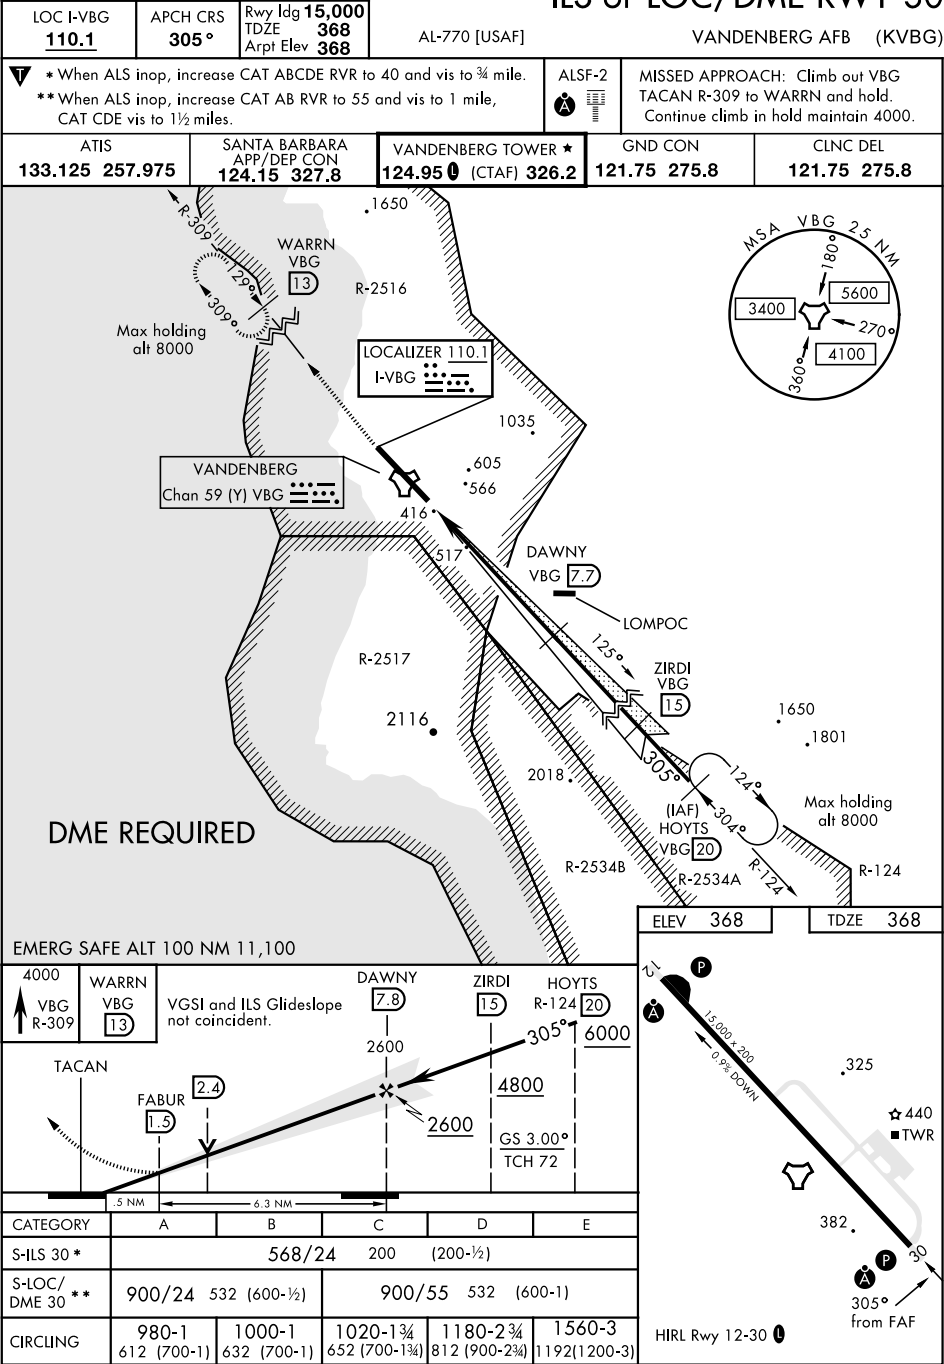 ILS or LOC/DME RWY 30
LOC I-VBG
110.1
APCH CRS
305°
Rwy ldg 15,000
TDZE 368
Arpt Elev 368
AL-770 [USAF]
VANDENBERG AFB (KVBG)
T
* When ALS inop, increase CAT ABCDE RVR to 40 and vis to ¾ mile.
** When ALS inop, increase CAT AB RVR to 55 and vis to 1 mile,
CAT CDE vis to 1½ miles.
ALSF-2
A
MISSED APPROACH: Climb out VBG
TACAN R-309 to WARRN and hold.
Continue climb in hold maintain 4000.
ATIS
133.125 257.975
SANTA BARBARA
APP/DEP CON
124.15 327.8
VANDENBERG TOWER ★
124.95 L (CTAF) 326.2
GND CON
121.75 275.8
CLNC DEL
121.75 275.8
R-309
1650
WARRN
VBG
13
129°
309°
R-2516
Max holding
alt 8000
MSA VBG 25 NM
180°
5600
3400
270°
4100
360°
LOCALIZER 110.1
I-VBG
1035
605
566
VANDENBERG
Chan 59 (Y) VBG
416
517
DAWNY
VBG 7.7
LOMPOC
125°
R-2517
ZIRDI
VBG
15
2116
1650
1801
2018
305°
124°
304°
(IAF)
HOYTS
VBG 20
Max holding
alt 8000
DME REQUIRED
R-2534B
R-2534A
R-124
R-124
EMERG SAFE ALT 100 NM 11,100
ELEV 368
TDZE 368
4000
VBG
R-309
WARRN
VBG
13
VGSI and ILS Glideslope
not coincident.
DAWNY
7.8
ZIRDI
15
HOYTS
R-124 20
305°
6000
2600
TACAN
FABUR
1.5
2.4
4800
2600
GS 3.00°
TCH 72
.5 NM
6.3 NM
12
P
A
15,000 x 200
0.9% DOWN
325
440
TWR
382
30
P
A
305°
from FAF
HIRL Rwy 12-30 L
CATEGORY A B C D E
S-ILS 30 * 568/24 200 (200-½)
S-LOC/
DME 30 ** 900/24 532 (600-½) 900/55 532 (600-1)
CIRCLING 980-1 1000-1 1020-1¾ 1180-2¾ 1560-3
612 (700-1) 632 (700-1) 652 (700-1¾) 812 (900-2¾) 1192(1200-3)